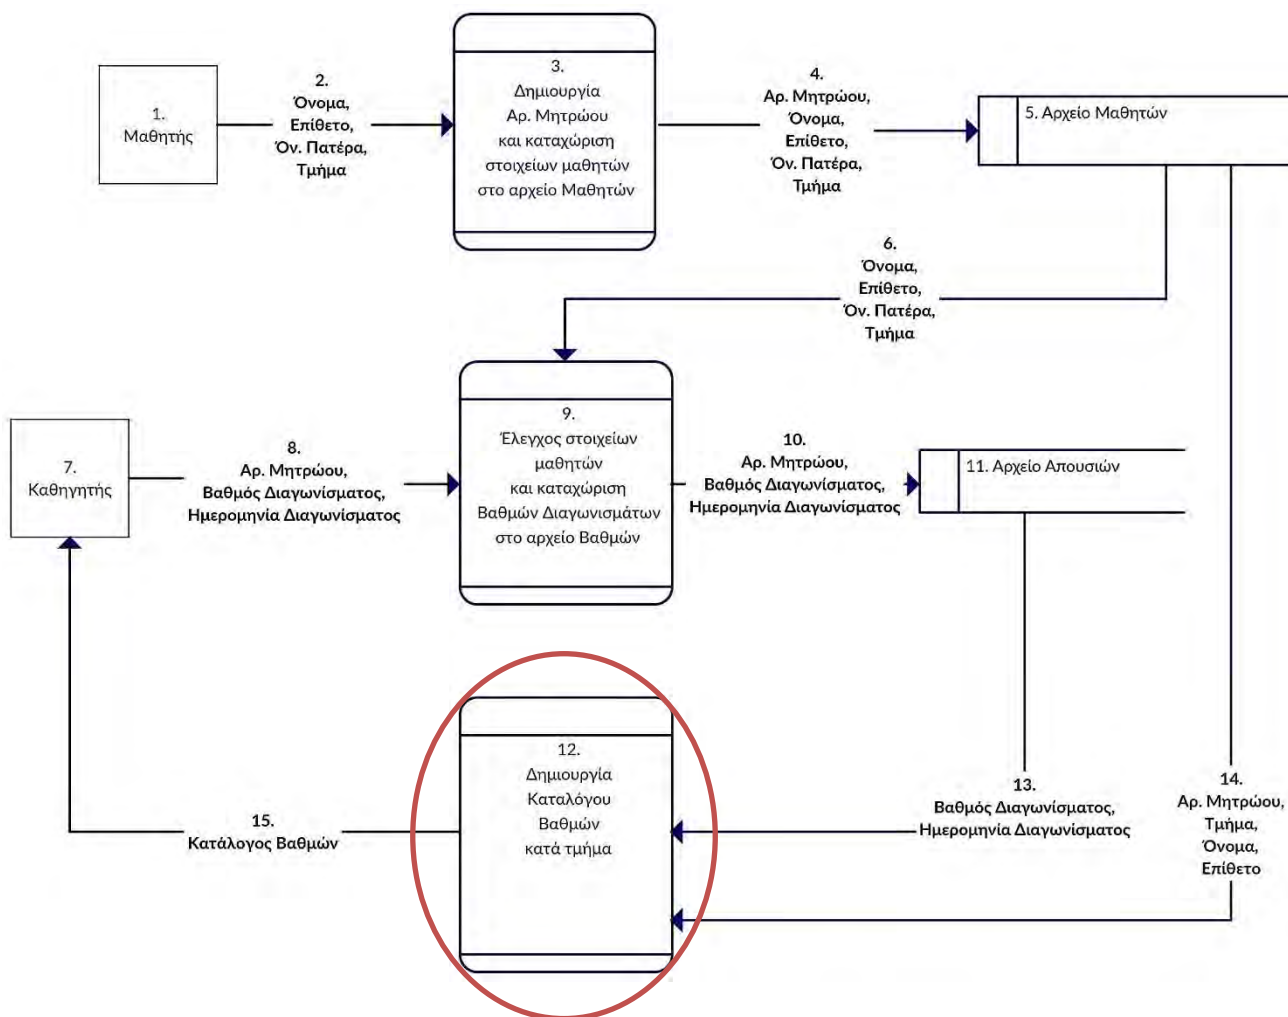 1.
Μαθητής
2.
Όνομα,
Επίθετο,
Όν. Πατέρα,
Τμήμα
3.
Δημιουργία
Αρ. Μητρώου
και καταχώριση
στοιχείων μαθητών
στο αρχείο Μαθητών
4.
Αρ. Μητρώου,
Όνομα,
Επίθετο,
Όν. Πατέρα,
Τμήμα
5. Αρχείο Μαθητών
6.
Όνομα,
Επίθετο,
Όν. Πατέρα,
Τμήμα
7.
Καθηγητής
8.
Αρ. Μητρώου,
Βαθμός Διαγωνίσματος,
Ημερομηνία Διαγωνίσματος
9.
Έλεγχος στοιχείων
μαθητών
και καταχώριση
Βαθμών Διαγωνισμάτων
στο αρχείο Βαθμών
10.
Αρ. Μητρώου,
Βαθμός Διαγωνίσματος,
Ημερομηνία Διαγωνίσματος
11. Αρχείο Απουσιών
12.
Δημιουργία
Καταλόγου
Βαθμών
κατά τμήμα
13.
Βαθμός Διαγωνίσματος,
Ημερομηνία Διαγωνίσματος
14.
Αρ. Μητρώου,
Τμήμα,
Όνομα,
Επίθετο
15.
Κατάλογος Βαθμών